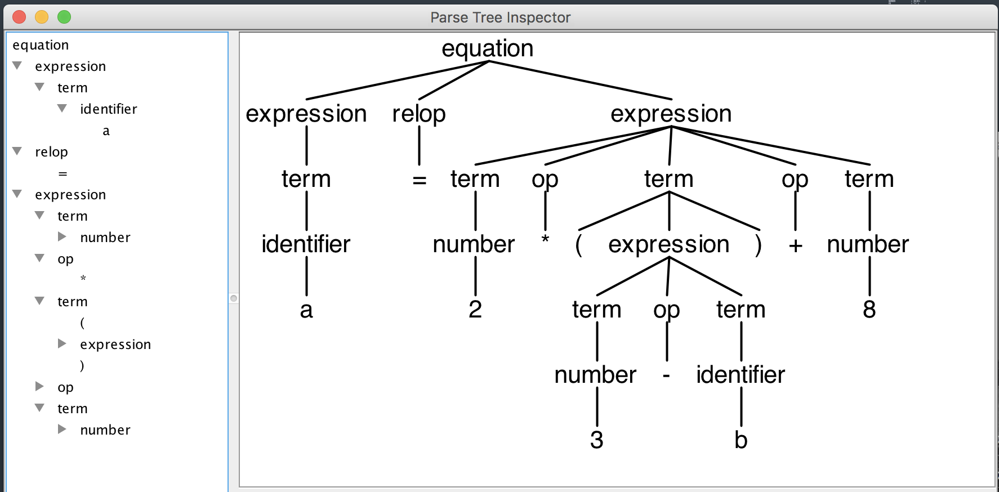 Parse Tree Inspector
equation
expression
term
identifier
a
relop
=
expression
term
number
op
*
term
(
expression
)
op
term
number
equation
expression relop expression
term = term op term op term
identifier number * ( expression ) + number
a 2 term op term 8
number - identifier
3 b